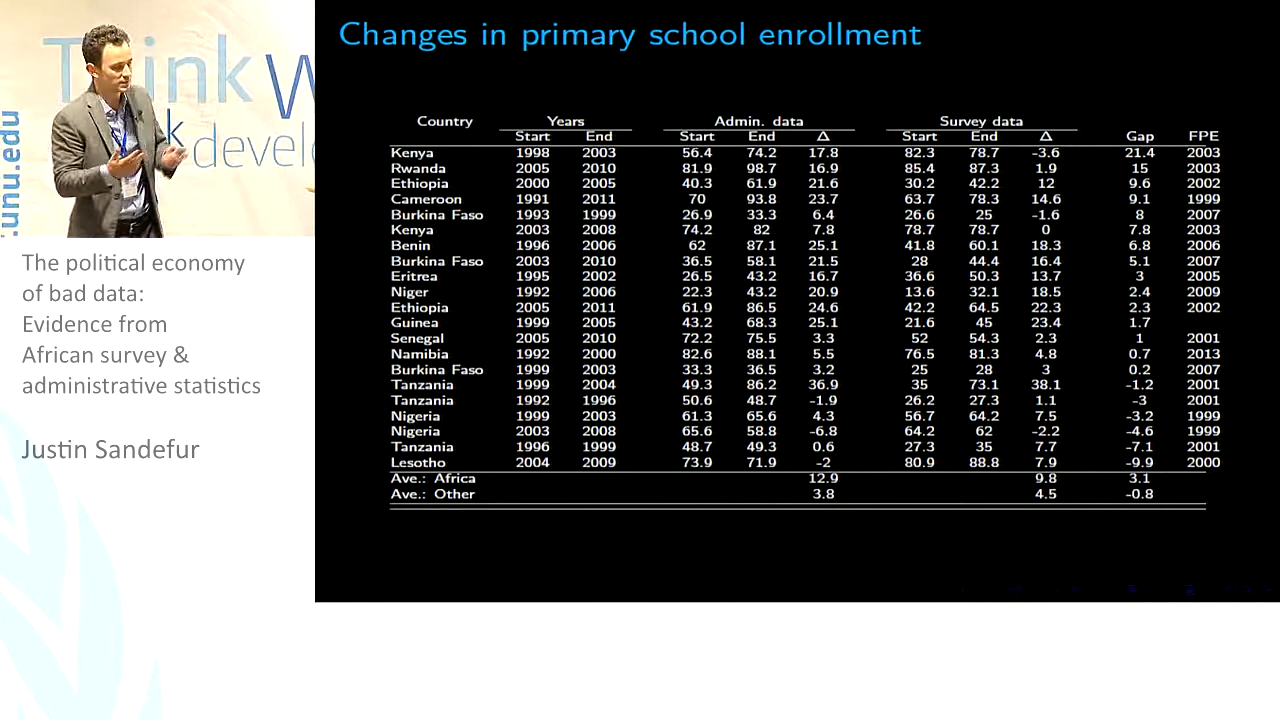 Think W
k
develo
.unu.edu
The political economy
of bad data:
Evidence from
African survey &
administrative statistics
Justin Sandefur
Changes in primary school enrollment
Country Years Admin. data Survey data
Start End Δ Start End Δ Gap FPE
Start End
Kenya 1998 2003 56.4 74.2 17.8 82.3 78.7 -3.6 21.4 2003
Rwanda 2005 2010 81.9 98.7 16.9 85.4 87.3 1.9 15 2003
Ethiopia 2000 2005 40.3 61.9 21.6 30.2 42.2 12 9.6 2002
Cameroon 1991 2011 70 93.8 23.7 63.7 78.3 14.6 9.1 1999
Burkina Faso 1993 1999 26.9 33.3 6.4 26.6 25 -1.6 8 2007
Kenya 2003 2008 74.2 82 7.8 78.7 78.7 0 7.8 2003
Benin 1996 2006 62 87.1 25.1 41.8 60.1 18.3 6.8 2006
Burkina Faso 2003 2010 36.5 58.1 21.5 28 44.4 16.4 5.1 2007
Eritrea 1995 2002 26.5 43.2 16.7 36.6 50.3 13.7 3 2005
Niger 1992 2006 22.3 43.2 20.9 13.6 32.1 18.5 2.4 2009
Ethiopia 2005 2011 61.9 86.5 24.6 42.2 64.5 22.3 2.3 2002
Guinea 1999 2005 43.2 68.3 25.1 21.6 45 23.4 1.7
Senegal 2005 2010 72.2 75.5 3.3 52 54.3 2.3 1 2001
Namibia 1992 2000 82.6 88.1 5.5 76.5 81.3 4.8 0.7 2013
Burkina Faso 1999 2003 33.3 36.5 3.2 25 28 3 0.2 2007
Tanzania 1999 2004 49.3 86.2 36.9 35 73.1 38.1 -1.2 2001
Tanzania 1992 1996 50.6 48.7 -1.9 26.2 27.3 1.1 -3 2001
Nigeria 1999 2003 61.3 65.6 4.3 56.7 64.2 7.5 -3.2 1999
Nigeria 2003 2008 65.6 58.8 -6.8 64.2 62 -2.2 -4.6 1999
Tanzania 1996 1999 48.7 49.3 0.6 27.3 35 7.7 -7.1 2001
Lesotho 2004 2009 73.9 71.9 -2 80.9 88.8 7.9 -9.9 2000
Ave.: Africa 12.9 9.8 3.1
Ave.: Other 3.8 4.5 -0.8